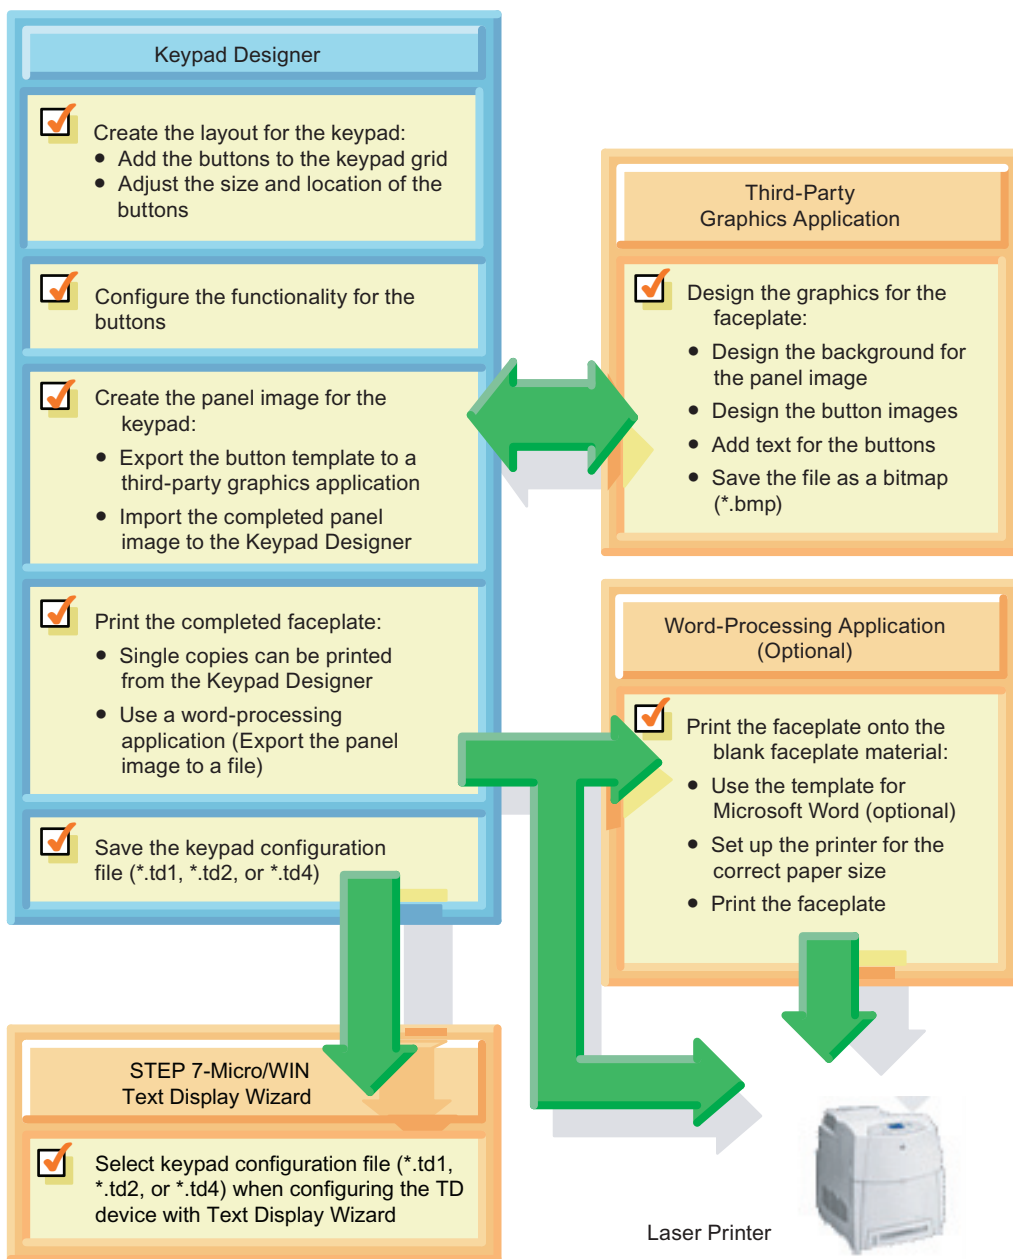 Keypad Designer
Create the layout for the keypad:
• Add the buttons to the keypad grid
• Adjust the size and location of the
buttons
Configure the functionality for the
buttons
Create the panel image for the
keypad:
• Export the button template to a
third-party graphics application
• Import the completed panel
image to the Keypad Designer
Print the completed faceplate:
• Single copies can be printed
from the Keypad Designer
• Use a word-processing
application (Export the panel
image to a file)
Save the keypad configuration
file (*.td1, *.td2, or *.td4)
Third-Party
Graphics Application
Design the graphics for the
faceplate:
• Design the background for
the panel image
• Design the button images
• Add text for the buttons
• Save the file as a bitmap
(*.bmp)
Word-Processing Application
(Optional)
Print the faceplate onto the
blank faceplate material:
• Use the template for
Microsoft Word (optional)
• Set up the printer for the
correct paper size
• Print the faceplate
STEP 7-Micro/WIN
Text Display Wizard
Select keypad configuration file (*.td1,
*.td2, or *.td4) when configuring the TD
device with Text Display Wizard
Laser Printer